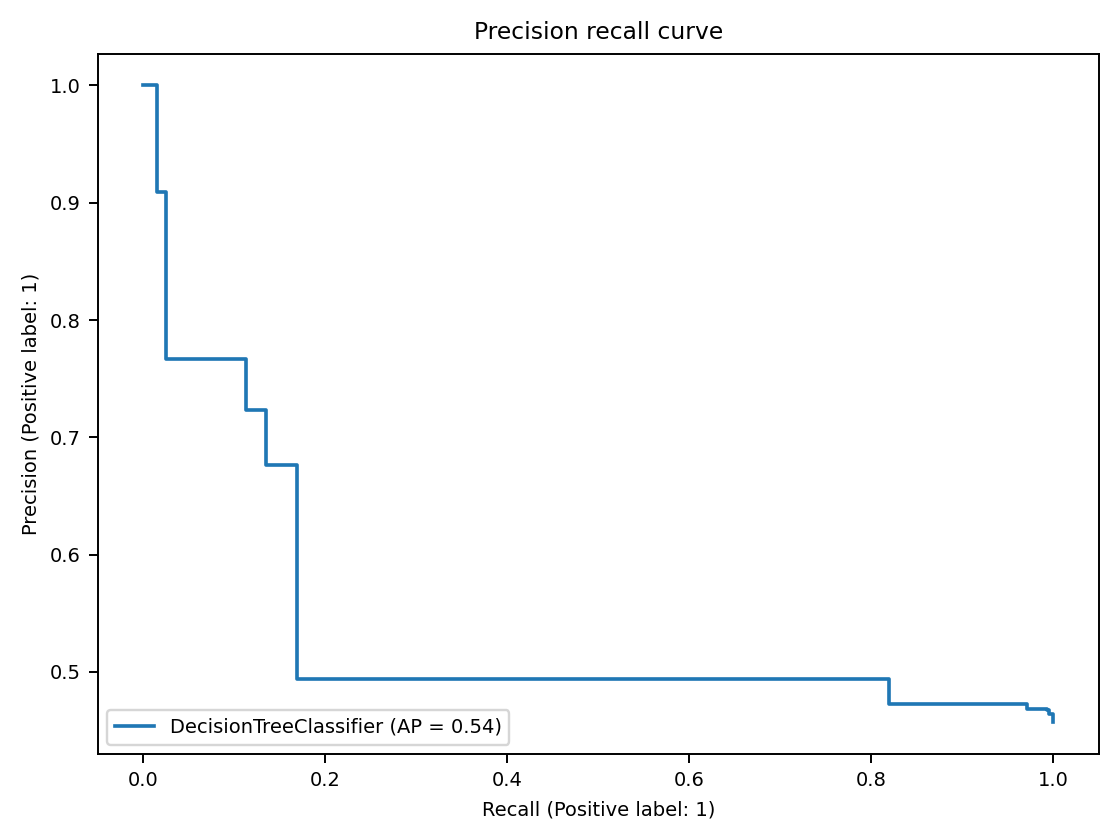 Precision recall curve
Precision (Positive label: 1)
1.0
0.9
0.8
0.7
0.6
0.5
DecisionTreeClassifier (AP = 0.54)
0.0 0.2 0.4 0.6 0.8 1.0
Recall (Positive label: 1)